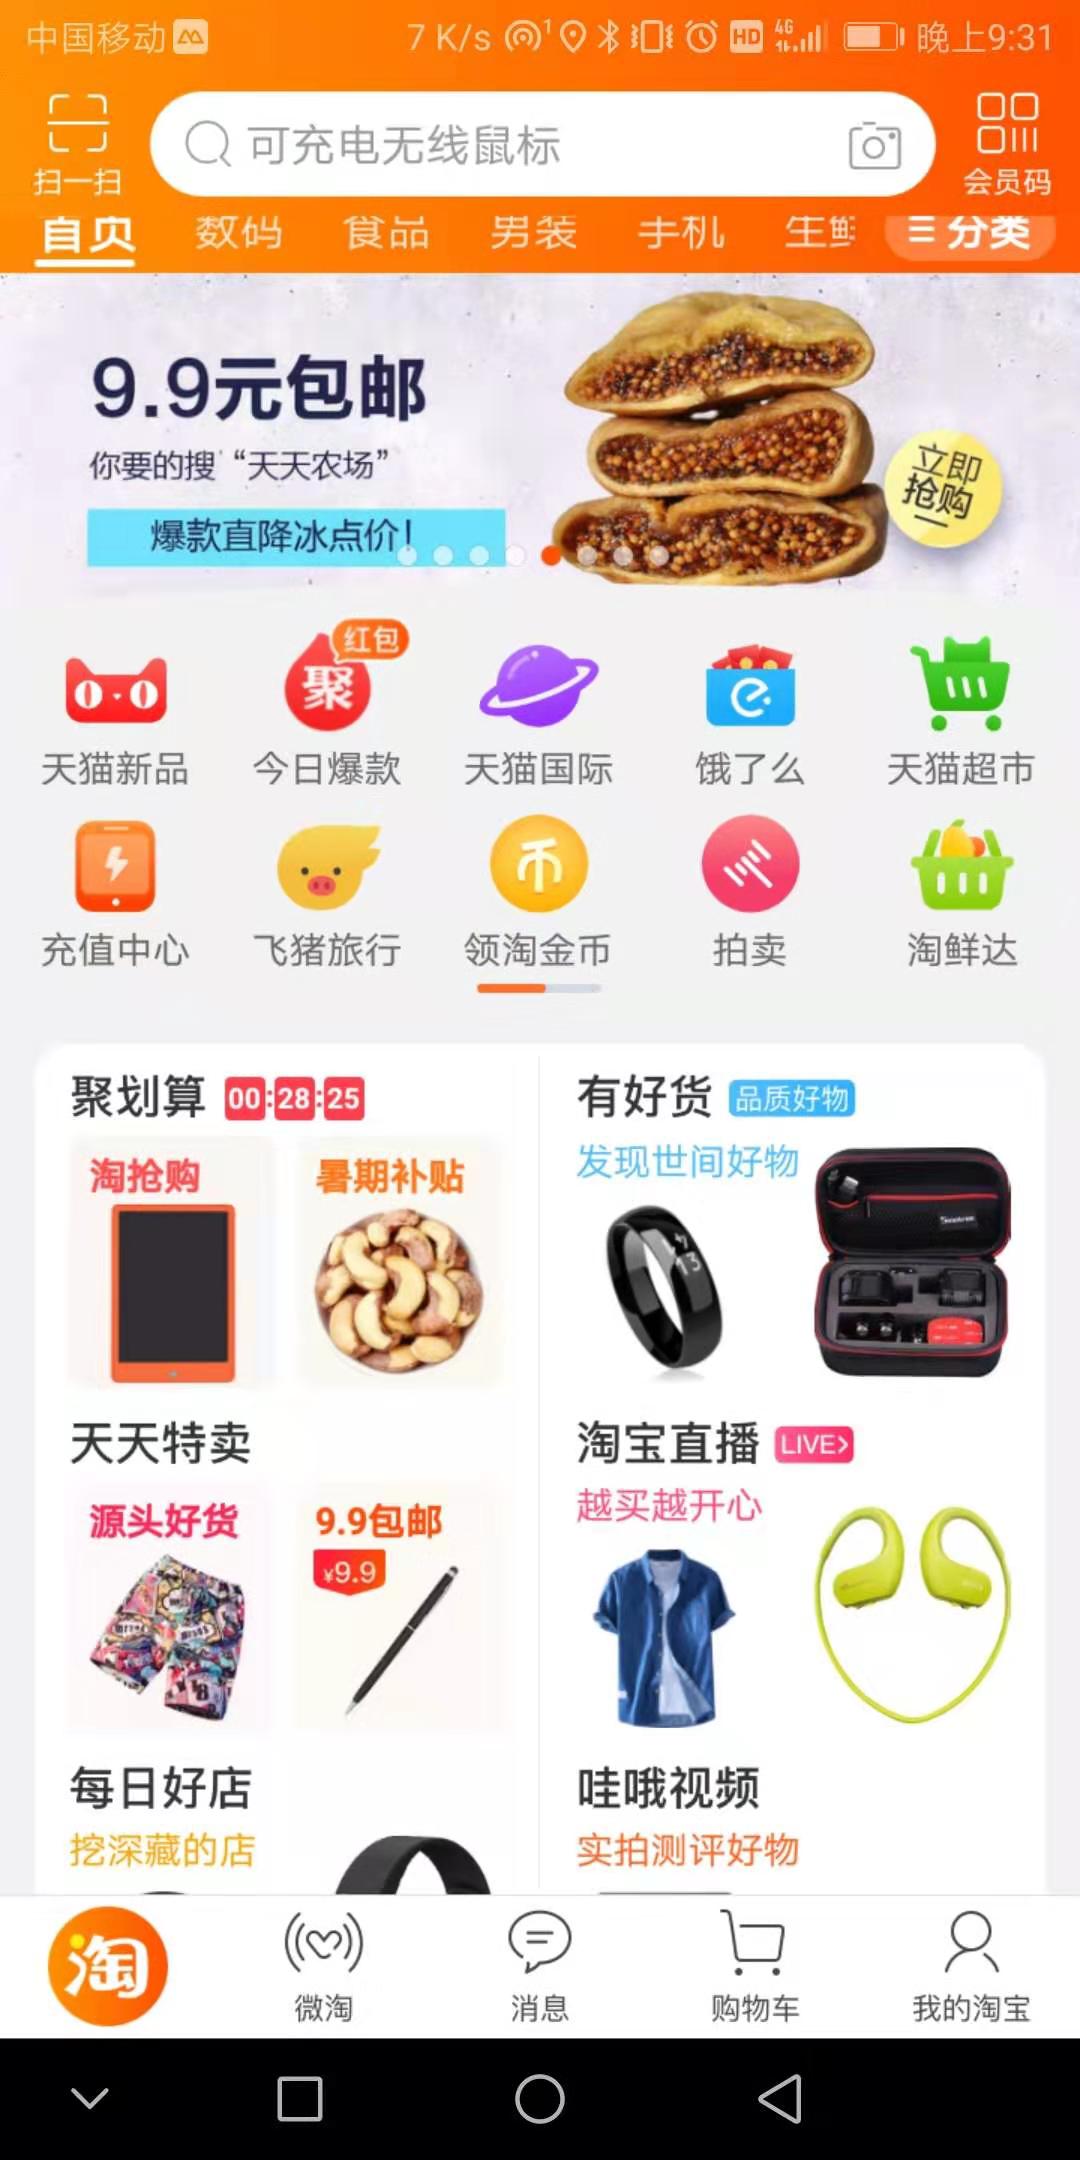 中国移动 7 K/s HD 4G 晚上9:31
可充电无线鼠标
扫一扫 会员码
数码 食品 男装 手机 分类
9.9元包邮
你要的搜“天天农场”
爆款直降冰点价!
立即
抢购
红包
聚
天猫新品 今日爆款 天猫国际 饿了么 天猫超市
币
充值中心 飞猪旅行 领淘金币 拍卖 淘鲜达
聚划算 00:28:25
淘抢购 暑期补贴
有好货 品质好物
发现世间好物
13
天天特卖
源头好货 9.9包邮
¥9.9
淘宝直播 LIVE>
越买越开心
每日好店
挖深藏的店
哇哦视频
实拍测评好物
淘 微淘 消息 购物车 我的淘宝